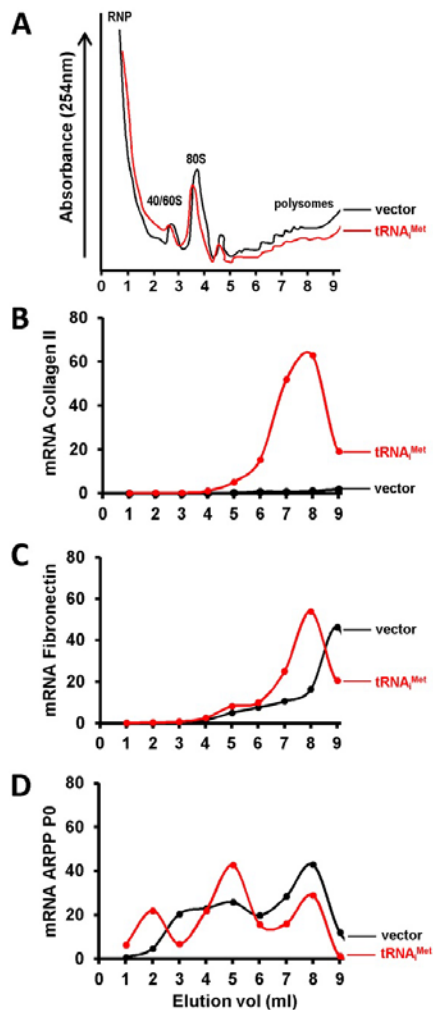 A
RNP
Absorbance (254nm)
80S
40/60S
polysomes
vector
tRNAᵢᴹᵉᵗ
0 1 2 3 4 5 6 7 8 9
B
mRNA Collagen II
80
60
40
20
0
tRNAᵢᴹᵉᵗ
vector
0 1 2 3 4 5 6 7 8 9
C
mRNA Fibronectin
80
60
40
20
0
vector
tRNAᵢᴹᵉᵗ
0 1 2 3 4 5 6 7 8 9
D
mRNA ARPP P0
80
60
40
20
0
vector
tRNAᵢᴹᵉᵗ
0 1 2 3 4 5 6 7 8 9
Elution vol (ml)